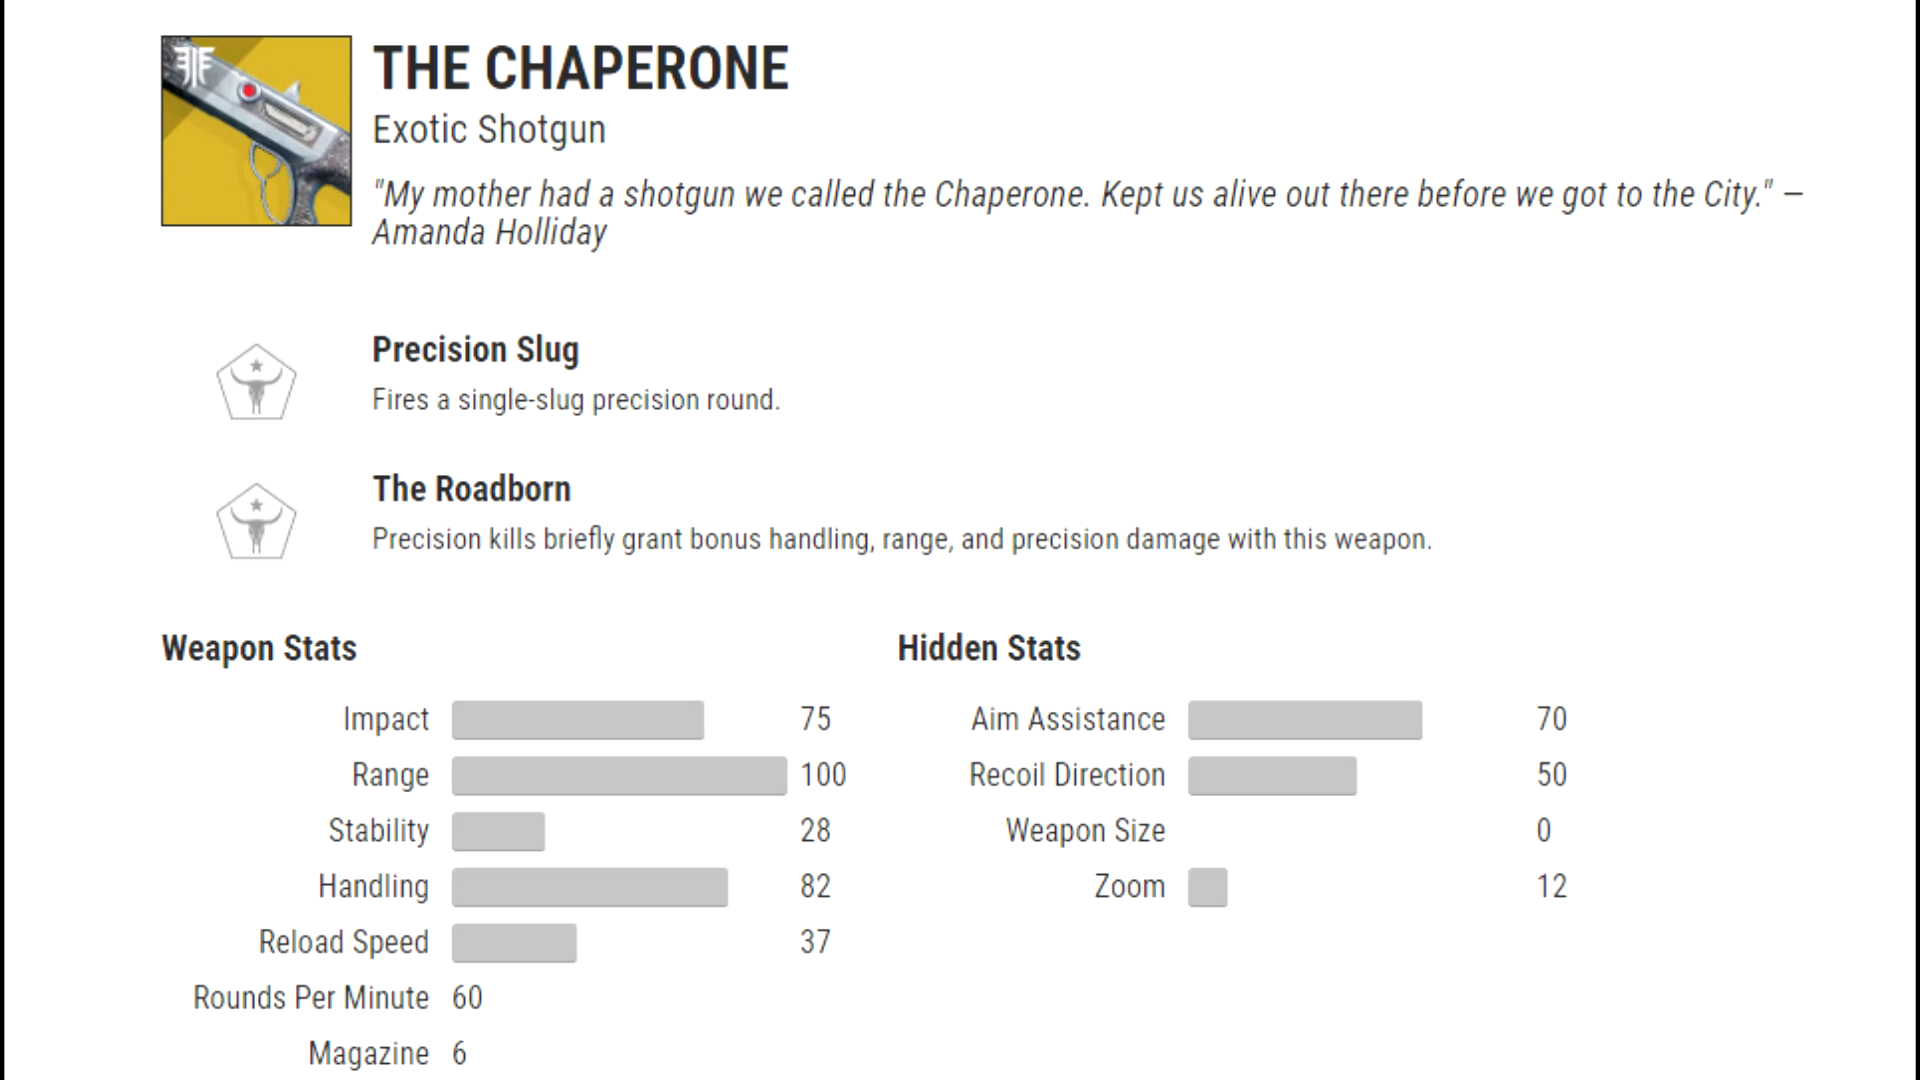 THE CHAPERONE
Exotic Shotgun
"My mother had a shotgun we called the Chaperone. Kept us alive out there before we got to the City." —
Amanda Holliday
Precision Slug
Fires a single-slug precision round.
The Roadborn
Precision kills briefly grant bonus handling, range, and precision damage with this weapon.
Weapon Stats
Impact 75
Range 100
Stability 28
Handling 82
Reload Speed 37
Rounds Per Minute 60
Magazine 6
Hidden Stats
Aim Assistance 70
Recoil Direction 50
Weapon Size 0
Zoom 12